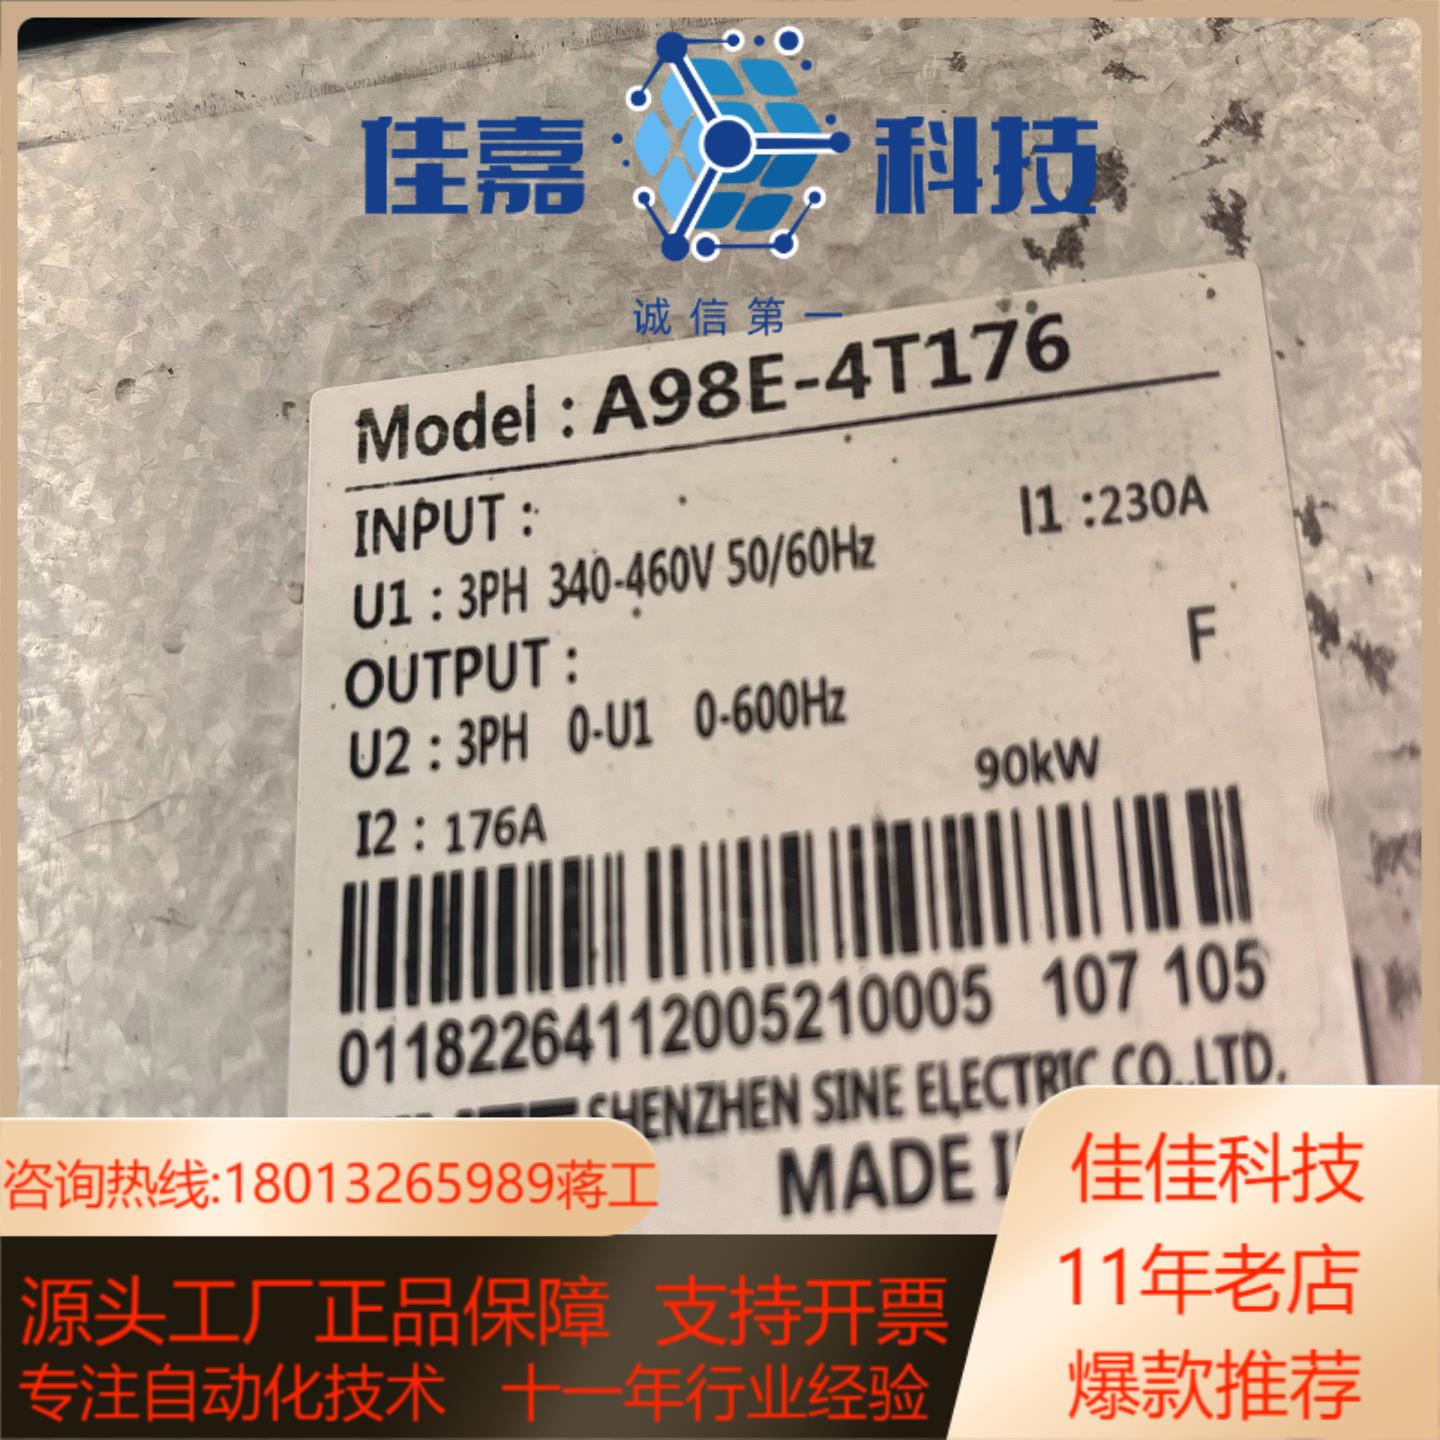 佳嘉 科技
诚信第一
Model : A98E-4T176
INPUT : I1 :230A
U1 : 3PH 340-460V 50/60Hz
OUTPUT : F
U2 : 3PH 0-U1 0-600Hz
I2 : 176A 90kW
01182264112005210005 107 105
SHENZHEN SINE ELECTRIC CO.,LTD.
MADE
咨询热线:18013265989蒋工
源头工厂正品保障 支持开票
专注自动化技术 十一年行业经验
佳佳科技
11年老店
爆款推荐